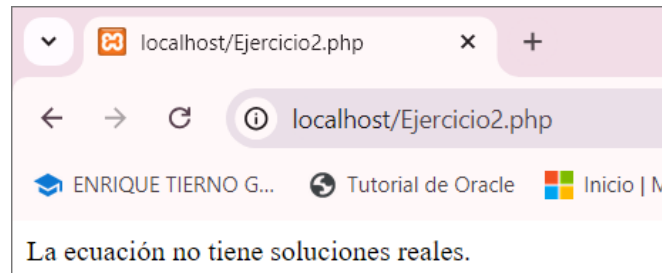 localhost/Ejercicio2.php
localhost/Ejercicio2.php
ENRIQUE TIERNO G... Tutorial de Oracle Inicio | M
La ecuación no tiene soluciones reales.